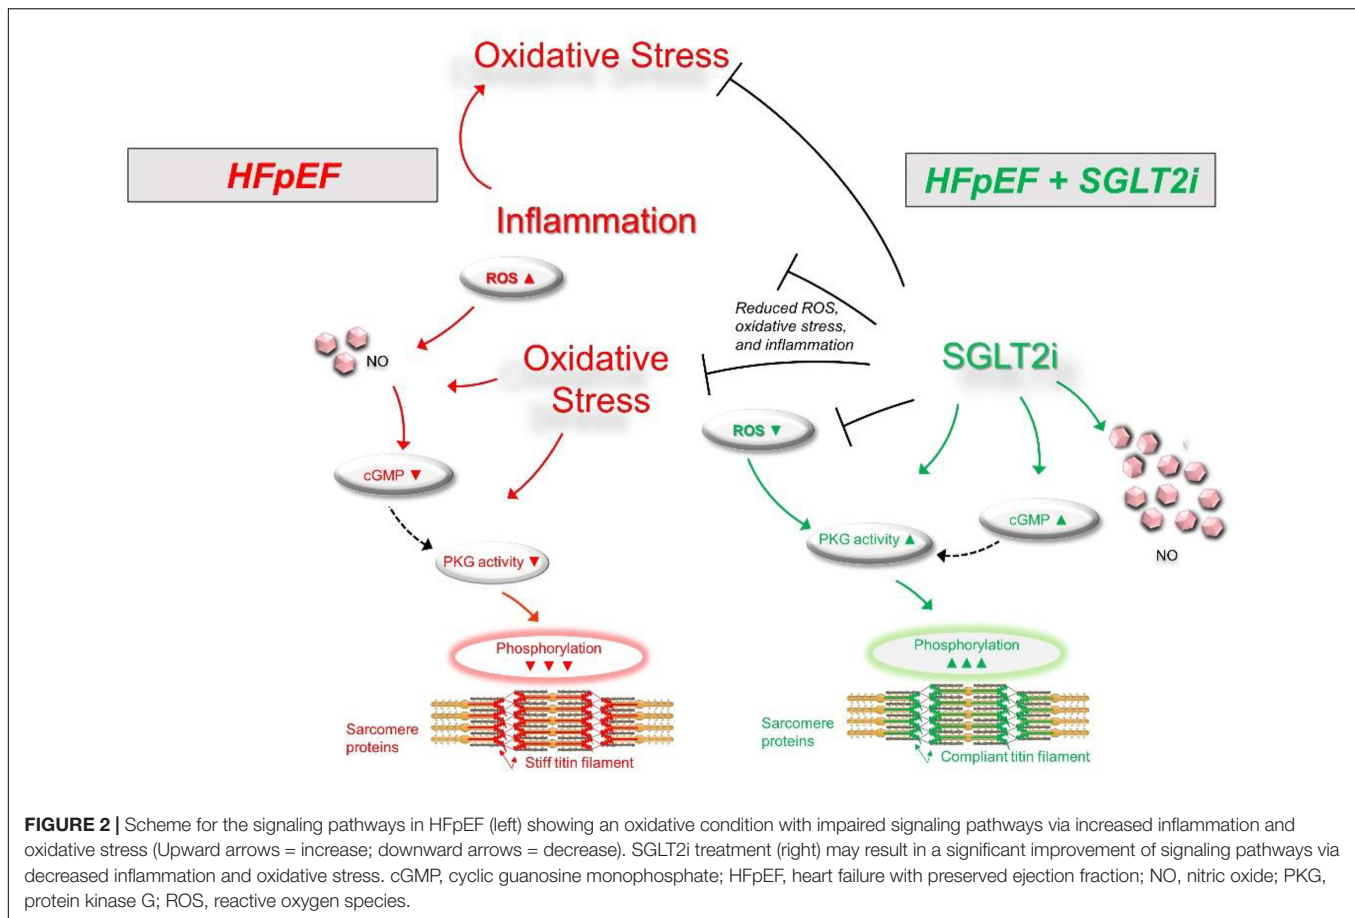 Oxidative Stress
HFpEF
HFpEF + SGLT2i
Inflammation
ROS ▲
Reduced ROS,
oxidative stress,
and inflammation
NO
Oxidative
Stress
SGLT2i
ROS ▼
cGMP ▼
cGMP ▲
PKG activity ▲
NO
PKG activity ▼
Phosphorylation
▼ ▼ ▼
Phosphorylation
▲▲▲
Sarcomere
proteins
Stiff titin filament
Sarcomere
proteins
Compliant titin filament
FIGURE 2 | Scheme for the signaling pathways in HFpEF (left) showing an oxidative condition with impaired signaling pathways via increased inflammation and
oxidative stress (Upward arrows = increase; downward arrows = decrease). SGLT2i treatment (right) may result in a significant improvement of signaling pathways via
decreased inflammation and oxidative stress. cGMP, cyclic guanosine monophosphate; HFpEF, heart failure with preserved ejection fraction; NO, nitric oxide; PKG,
protein kinase G; ROS, reactive oxygen species.